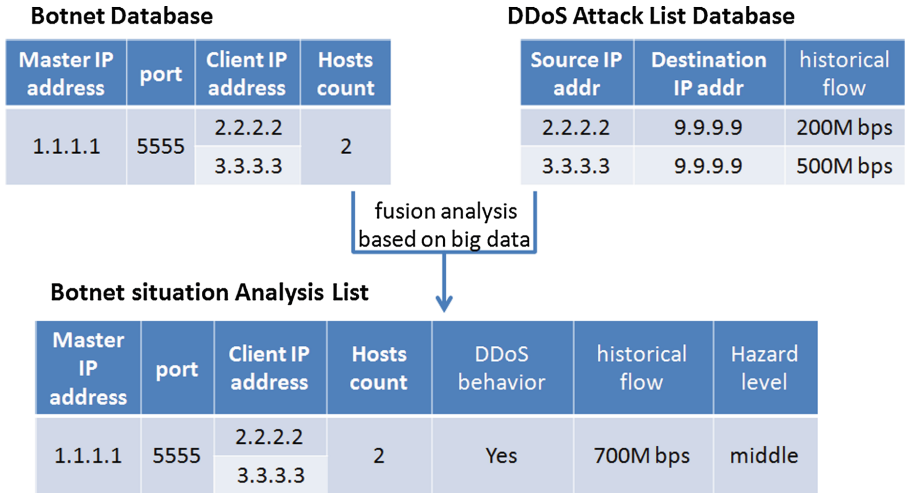 Botnet Database
Master IP address port Client IP address Hosts count
1.1.1.1 5555 2.2.2.2 2
3.3.3.3
DDoS Attack List Database
Source IP addr Destination IP addr historical flow
2.2.2.2 9.9.9.9 200M bps
3.3.3.3 9.9.9.9 500M bps
fusion analysis
based on big data
Botnet situation Analysis List
Master IP address port Client IP address Hosts count DDoS behavior historical flow Hazard level
1.1.1.1 5555 2.2.2.2 2 Yes 700M bps middle
3.3.3.3